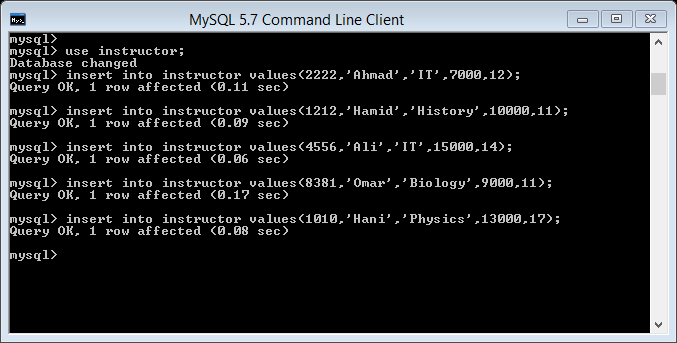 MySQL 5.7 Command Line Client
mysql>
mysql> use instructor;
Database changed
mysql> insert into instructor values(2222,'Ahmad','IT',7000,12);
Query OK, 1 row affected (0.11 sec)
mysql> insert into instructor values(1212,'Hamid','History',10000,11);
Query OK, 1 row affected (0.09 sec)
mysql> insert into instructor values(4556,'Ali','IT',15000,14);
Query OK, 1 row affected (0.06 sec)
mysql> insert into instructor values(8381,'Omar','Biology',9000,11);
Query OK, 1 row affected (0.17 sec)
mysql> insert into instructor values(1010,'Hani','Physics',13000,17);
Query OK, 1 row affected (0.08 sec)
mysql>